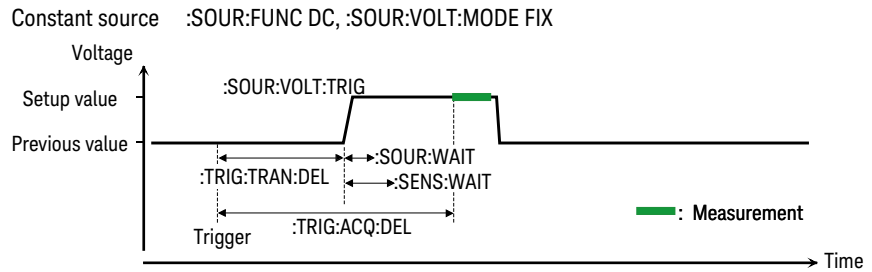 Constant source :SOUR:FUNC DC, :SOUR:VOLT:MODE FIX
Voltage
:SOUR:VOLT:TRIG
Setup value
Previous value
:SOUR:WAIT
:TRIG:TRAN:DEL
:SENS:WAIT
: Measurement
:TRIG:ACQ:DEL
Trigger
Time